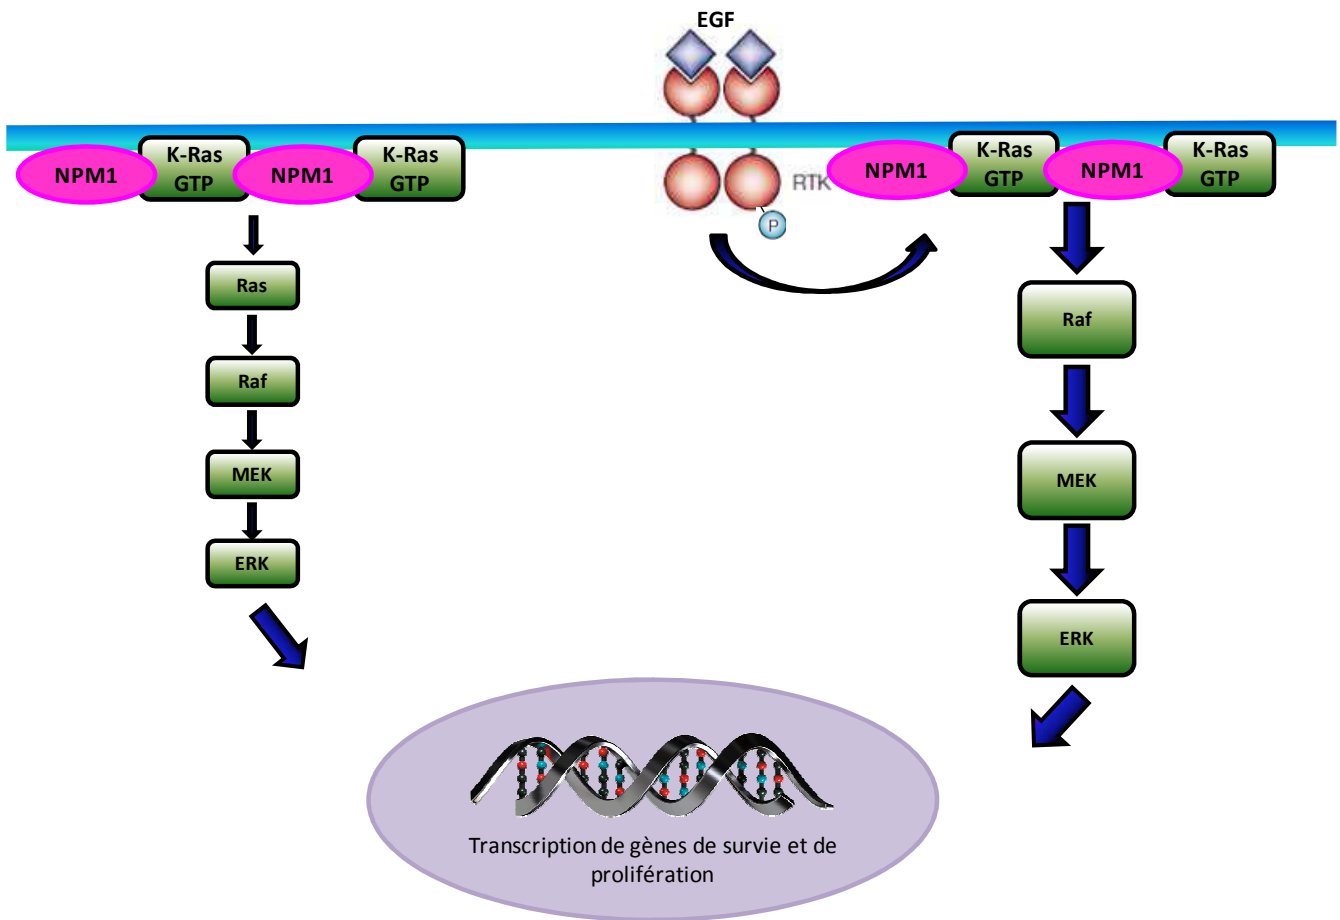 EGF
NPM1
K-Ras
GTP
NPM1
K-Ras
GTP
RTK
P
NPM1
K-Ras
GTP
NPM1
K-Ras
GTP
Ras
Raf
MEK
ERK
Raf
MEK
ERK
Transcription de gènes de survie et de
prolifération